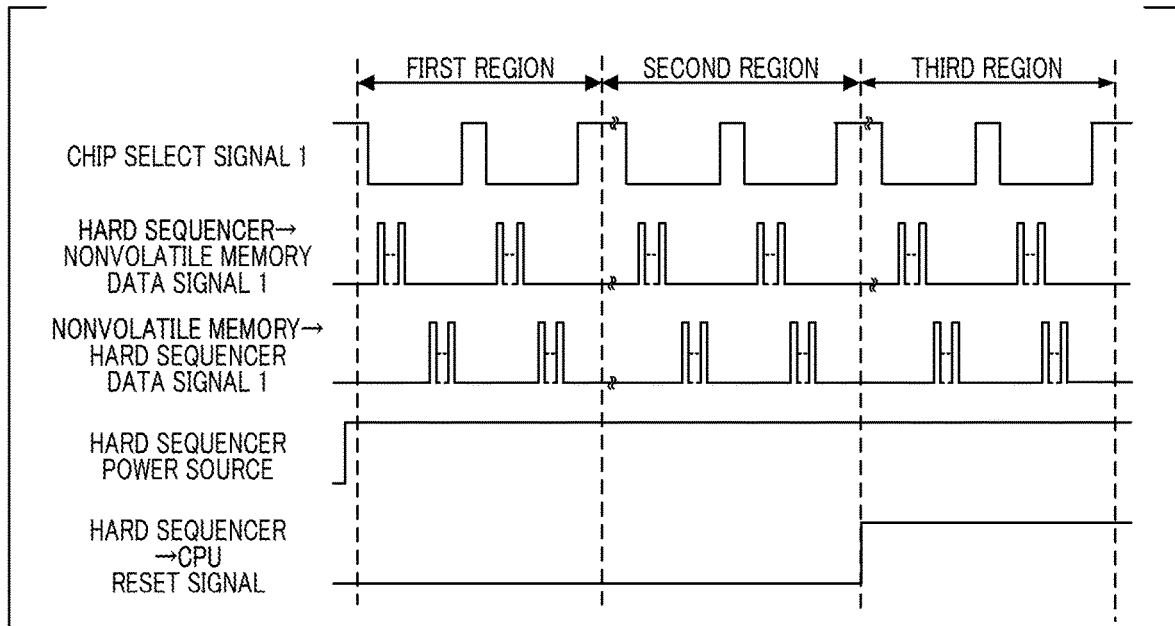 FIRST REGION
SECOND REGION
THIRD REGION
CHIP SELECT SIGNAL 1
HARD SEQUENCER→
NONVOLATILE MEMORY
DATA SIGNAL 1
NONVOLATILE MEMORY→
HARD SEQUENCER
DATA SIGNAL 1
HARD SEQUENCER
POWER SOURCE
HARD SEQUENCER
→CPU
RESET SIGNAL